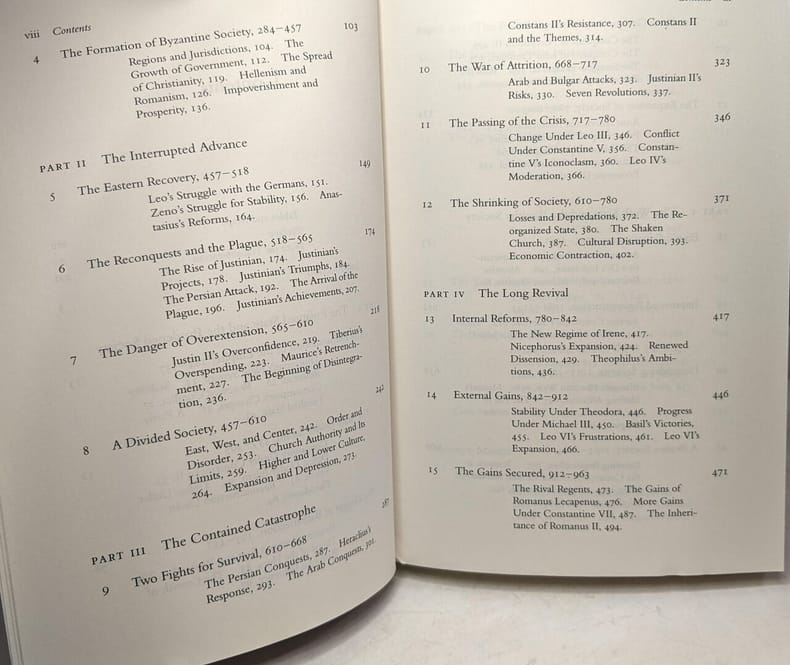 viii Contents
4 The Formation of Byzantine Society, 284–457 103
Regions and Jurisdictions, 104. The
Growth of Government, 112. The Spread
of Christianity, 119. Hellenism and
Romanism, 126. Impoverishment and
Prosperity, 136.
PART II The Interrupted Advance
5 The Eastern Recovery, 457–518 149
Leo's Struggle with the Germans, 151.
Zeno's Struggle for Stability, 156. Anas-
tasius's Reforms, 164.
6 The Reconquests and the Plague, 518–565 174
The Rise of Justinian, 174. Justinian's
Projects, 178. Justinian's Triumphs, 184.
The Persian Attack, 192. The Arrival of the
Plague, 196. Justinian's Achievements, 207.
7 The Danger of Overextension, 565–610 218
Justin II's Overconfidence, 219. Tiberius's
Overspending, 223. Maurice's Retrench-
ment, 227. The Beginning of Disintegra-
tion, 236.
8 A Divided Society, 457–610 242
East, West, and Center, 242. Order and
Disorder, 253. Church Authority and Its
Limits, 259. Higher and Lower Culture,
264. Expansion and Depression, 273.
PART III The Contained Catastrophe
9 Two Fights for Survival, 610–668 287
The Persian Conquests, 287. Heraclius's
Response, 293. The Arab Conquests, 301.
Constans II's Resistance, 307. Constans II
and the Themes, 314.
10 The War of Attrition, 668–717 323
Arab and Bulgar Attacks, 323. Justinian II's
Risks, 330. Seven Revolutions, 337.
11 The Passing of the Crisis, 717–780 346
Change Under Leo III, 346. Conflict
Under Constantine V, 356. Constan-
tine V's Iconoclasm, 360. Leo IV's
Moderation, 366.
12 The Shrinking of Society, 610–780 371
Losses and Depredations, 372. The Re-
organized State, 380. The Shaken
Church, 387. Cultural Disruption, 393.
Economic Contraction, 402.
PART IV The Long Revival
13 Internal Reforms, 780–842 417
The New Regime of Irene, 417.
Nicephorus's Expansion, 424. Renewed
Dissension, 429. Theophilus's Ambi-
tions, 436.
14 External Gains, 842–912 446
Stability Under Theodora, 446. Progress
Under Michael III, 450. Basil's Victories,
455. Leo VI's Frustrations, 461. Leo VI's
Expansion, 466.
15 The Gains Secured, 912–963 471
The Rival Regents, 473. The Gains of
Romanus Lecapenus, 476. More Gains
Under Constantine VII, 487. The Inheri-
tance of Romanus II, 494.